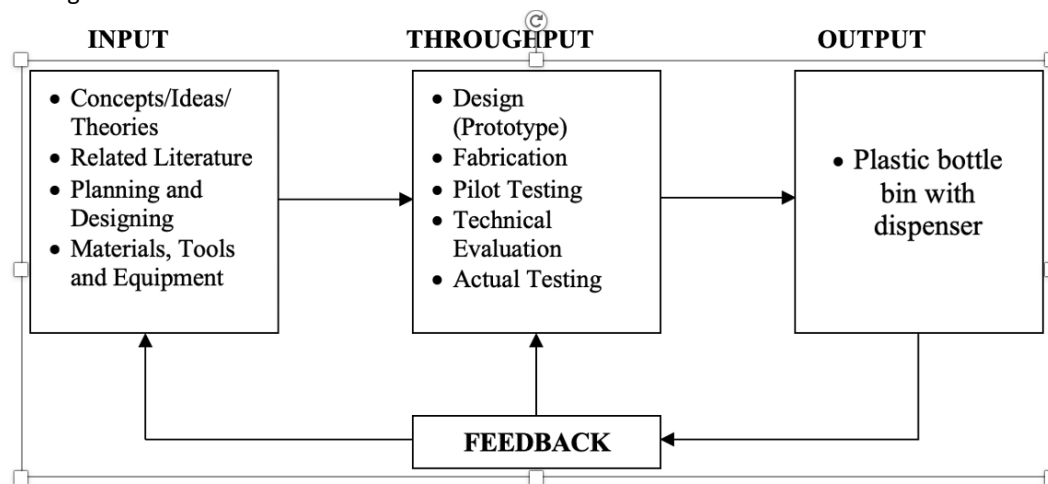 INPUT
THROUGHPUT
OUTPUT
• Concepts/Ideas/
Theories
• Related Literature
• Planning and
Designing
• Materials, Tools
and Equipment
• Design
(Prototype)
• Fabrication
• Pilot Testing
• Technical
Evaluation
• Actual Testing
• Plastic bottle
bin with
dispenser
FEEDBACK